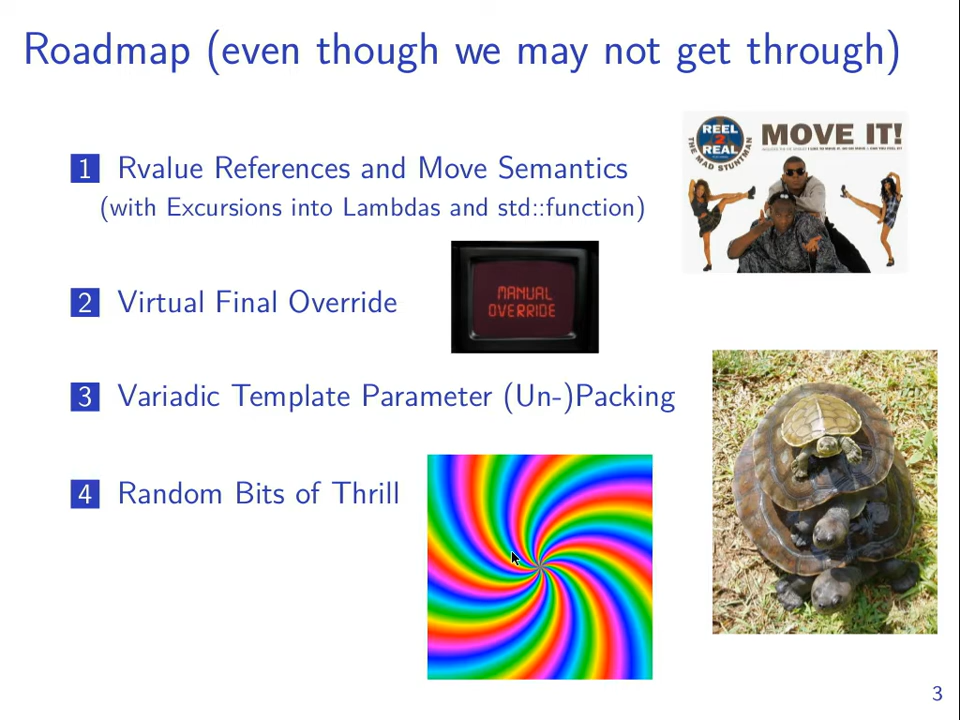 Roadmap (even though we may not get through)
1 Rvalue References and Move Semantics
(with Excursions into Lambdas and std::function)
REEL
2
REAL
THE MAD STUNTMAN
MOVE IT!
2 Virtual Final Override
MANUAL
OVERRIDE
3 Variadic Template Parameter (Un-)Packing
4 Random Bits of Thrill
3